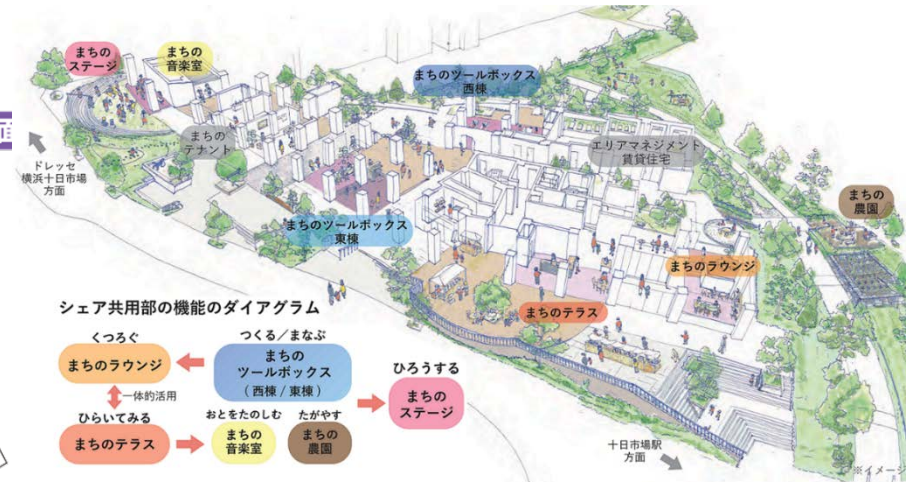 まちの
ステージ
まちの
音楽室
まちのツールボックス
西棟
まちの
テナント
エリアマネジメント
賃貸住宅
ドレッセ
横浜十日市場
方面
まちの
農園
まちのツールボックス
東棟
まちのラウンジ
まちのテラス
シェア共用部の機能のダイアグラム
くつろぐ
まちのラウンジ
つくる／まなぶ
まちの
ツールボックス
（西棟 / 東棟）
ひろうする
まちの
ステージ
一体的活用
ひらいてみる
まちのテラス
おとをたのしむ
まちの
音楽室
たがやす
まちの
農園
十日市場駅
方面
※イメージ